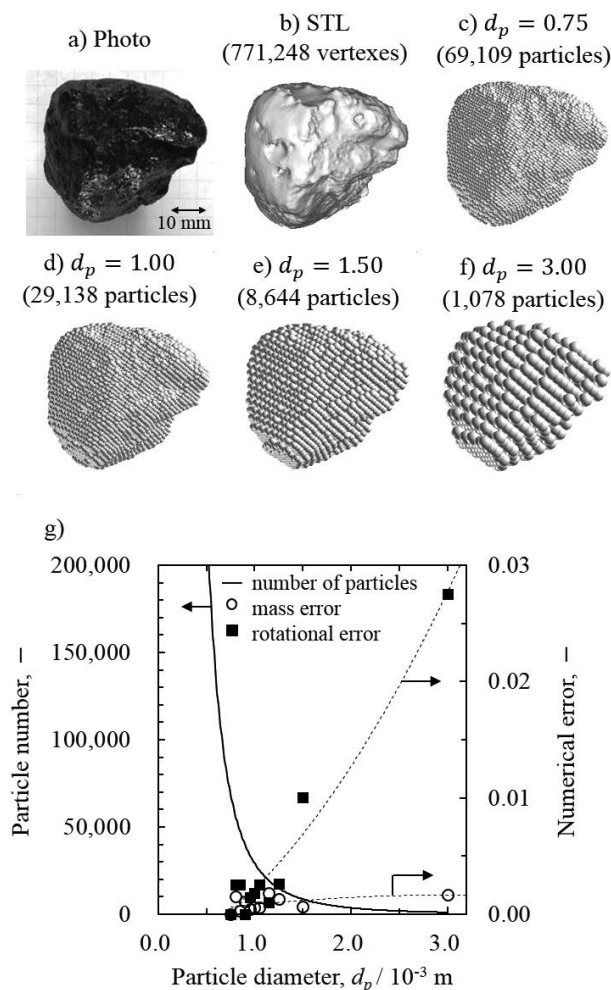 a) Photo
b) STL
(771,248 vertexes)
c) d_p = 0.75
(69,109 particles)
10 mm
d) d_p = 1.00
(29,138 particles)
e) d_p = 1.50
(8,644 particles)
f) d_p = 3.00
(1,078 particles)
g)
200,000
150,000
100,000
50,000
0
Particle number, —
number of particles
mass error
rotational error
0.03
0.02
0.01
0.00
Numerical error, —
0.0
1.0
2.0
3.0
Particle diameter, d_p / 10⁻³ m